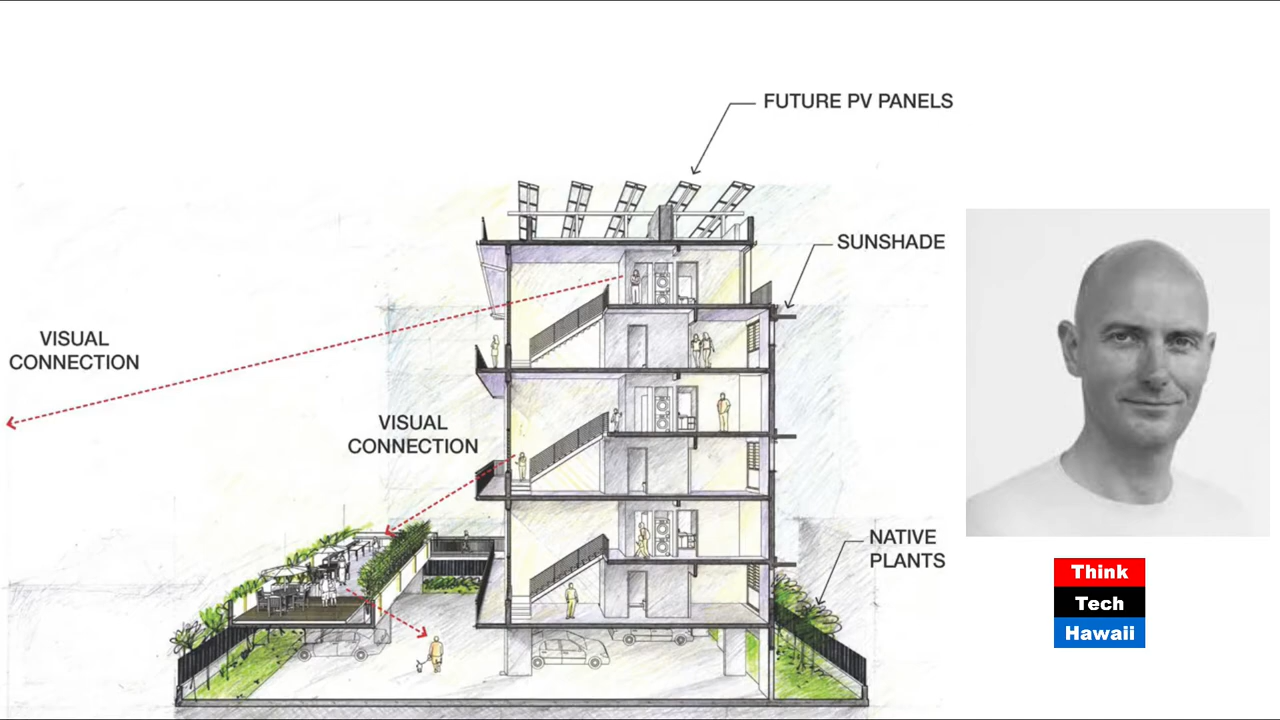 FUTURE PV PANELS
SUNSHADE
VISUAL
CONNECTION
VISUAL
CONNECTION
NATIVE
PLANTS
Think
Tech
Hawaii